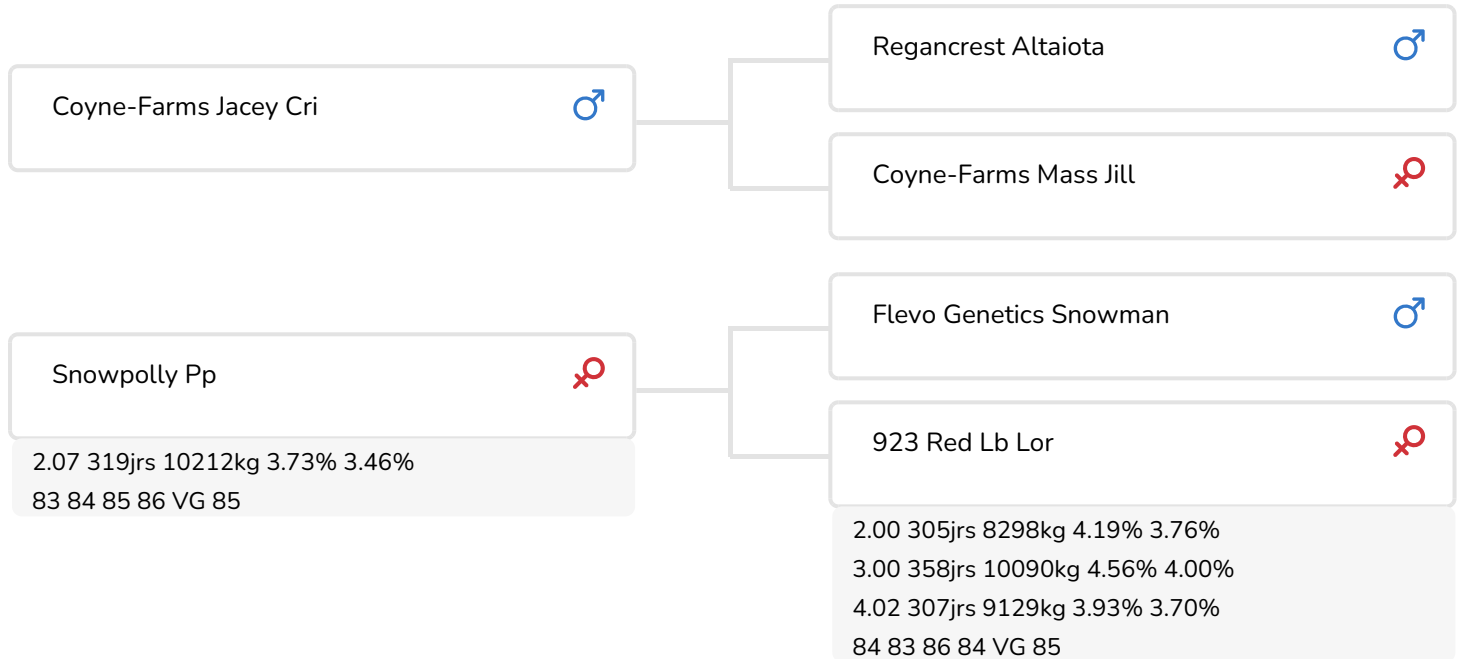 Coyne-Farms Jacey Cri
Regancrest Altaiota
Coyne-Farms Mass Jill
Snowpolly Pp
2.07 319jrs 10212kg 3.73% 3.46%
83 84 85 86 VG 85
Flevo Genetics Snowman
923 Red Lb Lor
2.00 305jrs 8298kg 4.19% 3.76%
3.00 358jrs 10090kg 4.56% 4.00%
4.02 307jrs 9129kg 3.93% 3.70%
84 83 86 84 VG 85